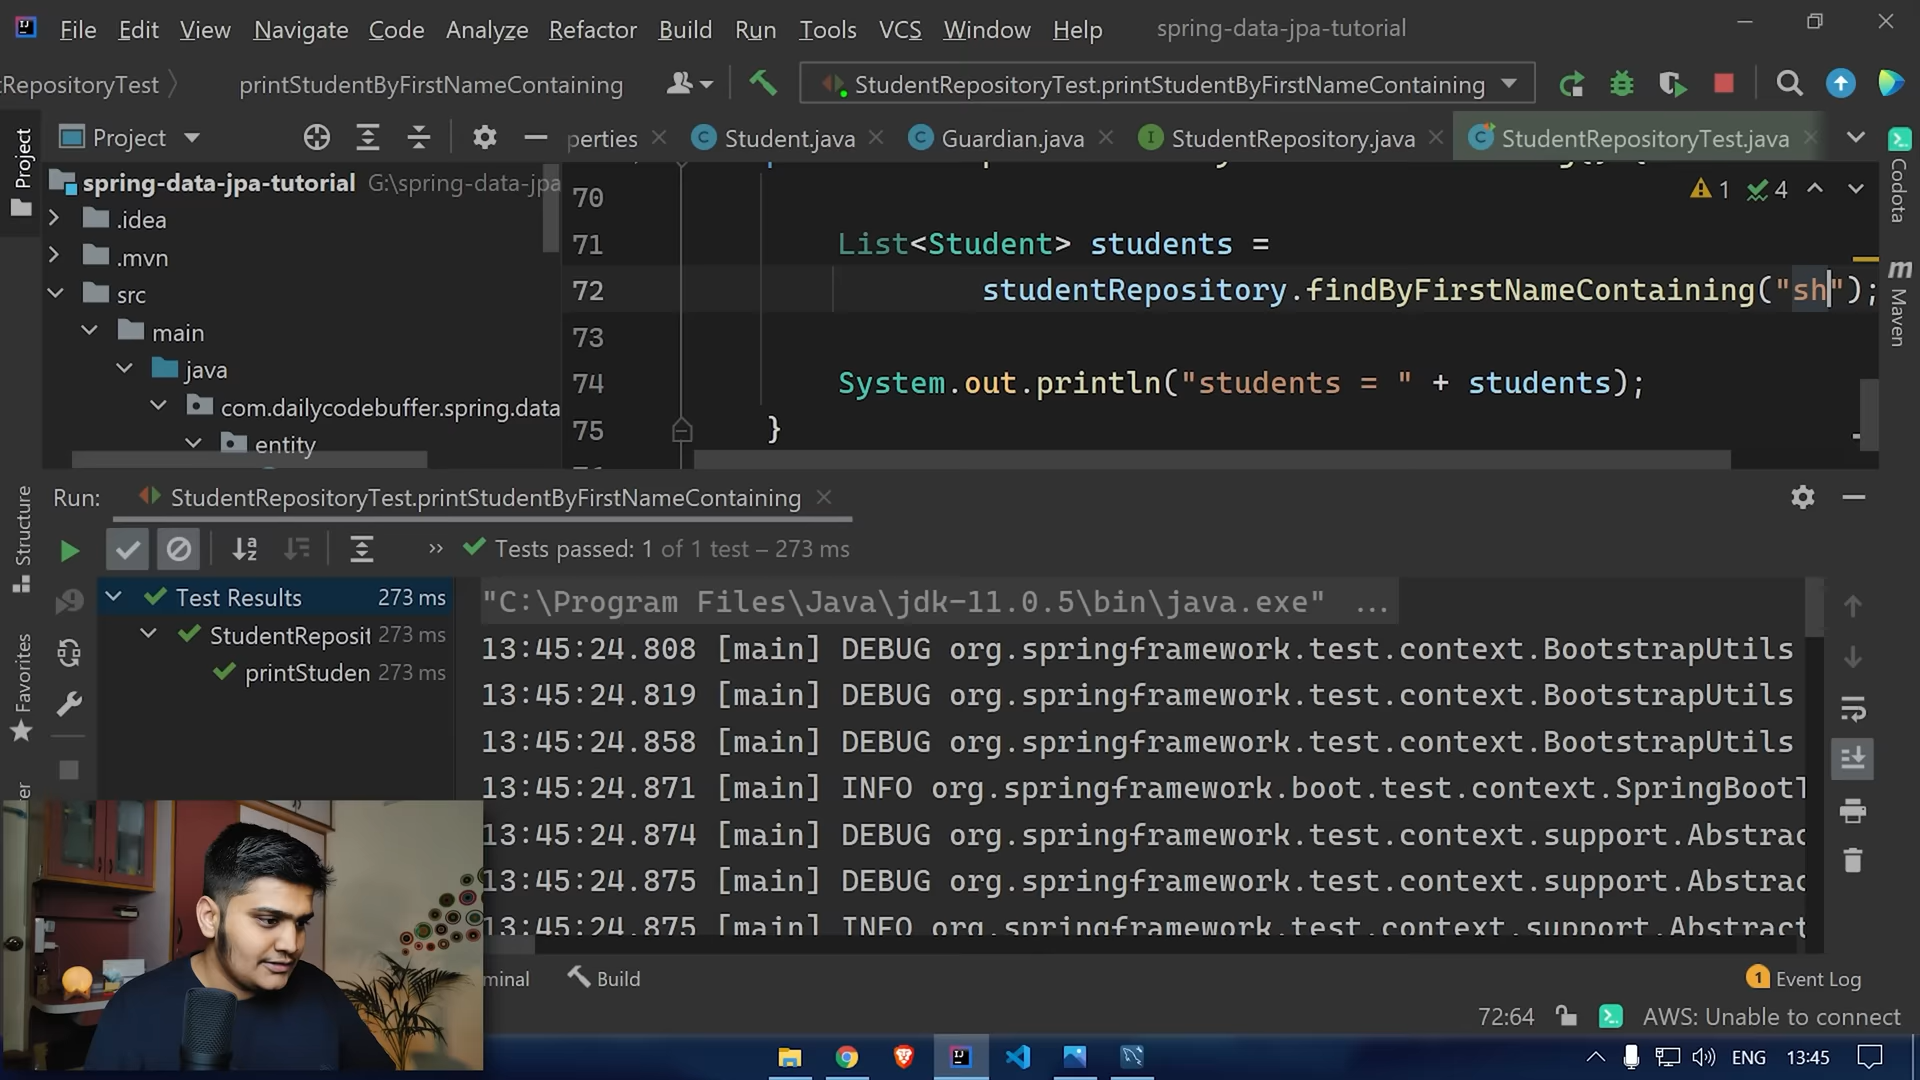 File Edit View Navigate Code Analyze Refactor Build Run Tools VCS Window Help spring-data-jpa-tutorial
RepositoryTest printStudentByFirstNameContaining StudentRepositoryTest.printStudentByFirstNameContaining
Project
perties Student.java Guardian.java StudentRepository.java StudentRepositoryTest.java
Project
spring-data-jpa-tutorial G:\spring-data-jpa
.idea
.mvn
src
main
java
com.dailycodebuffer.spring.data
entity
1 4
70
71 List<Student> students =
72 studentRepository.findByFirstNameContaining("sh");
73
74 System.out.println("students = " + students);
75 }
Codota
Maven
Structure
Favorites
Run: StudentRepositoryTest.printStudentByFirstNameContaining
Tests passed: 1 of 1 test – 273 ms
Test Results 273 ms
StudentReposit 273 ms
printStuden 273 ms
"C:\Program Files\Java\jdk-11.0.5\bin\java.exe" ...
13:45:24.808 [main] DEBUG org.springframework.test.context.BootstrapUtils
13:45:24.819 [main] DEBUG org.springframework.test.context.BootstrapUtils
13:45:24.858 [main] DEBUG org.springframework.test.context.BootstrapUtils
13:45:24.871 [main] INFO org.springframework.boot.test.context.SpringBootT
13:45:24.874 [main] DEBUG org.springframework.test.context.support.Abstrac
13:45:24.875 [main] DEBUG org.springframework.test.context.support.Abstrac
13:45:24.875 [main] INFO org.springframework.test.context.support.Abstract
minal Build 1 Event Log
72:64 AWS: Unable to connect
ENG 13:45